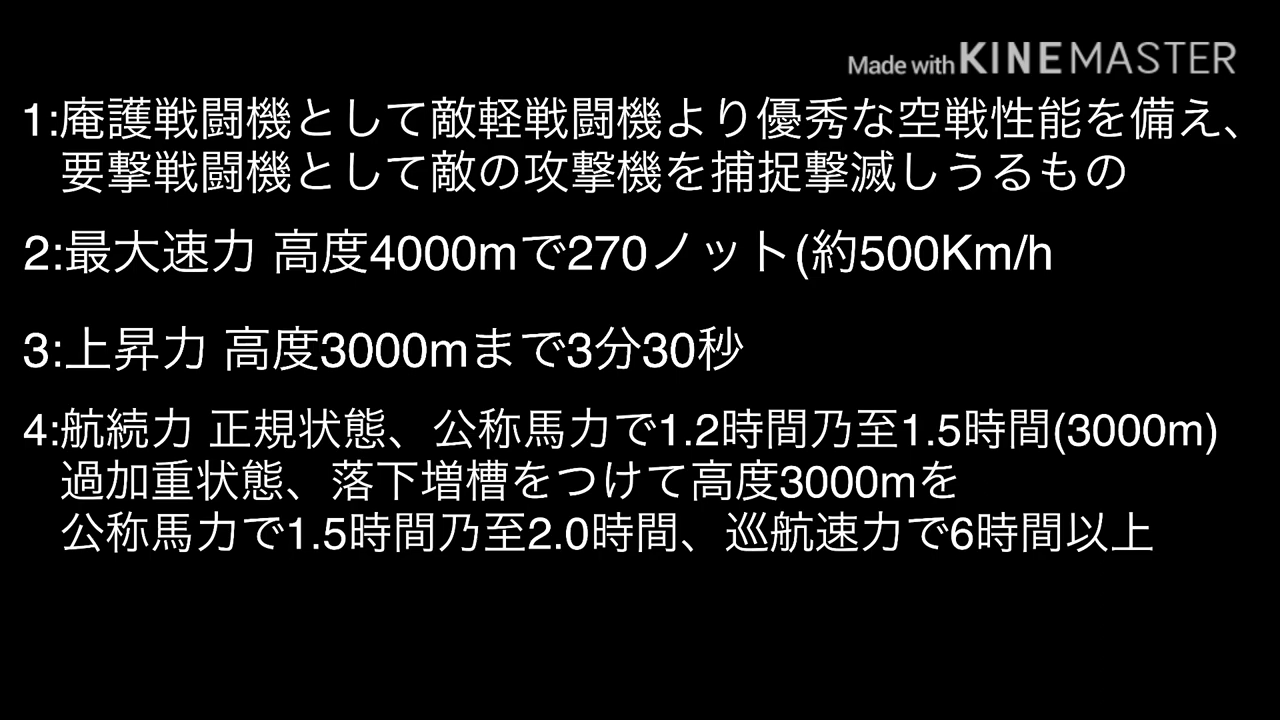 Made with KINEMASTER
1:庵護戦闘機として敵軽戦闘機より優秀な空戦性能を備え、
要撃戦闘機として敵の攻撃機を捕捉撃滅しうるもの
2:最大速力 高度4000mで270ノット(約500Km/h
3:上昇力 高度3000mまで3分30秒
4:航続力 正規状態、公称馬力で1.2時間乃至1.5時間(3000m)
過加重状態、落下増槽をつけて高度3000mを
公称馬力で1.5時間乃至2.0時間、巡航速力で6時間以上